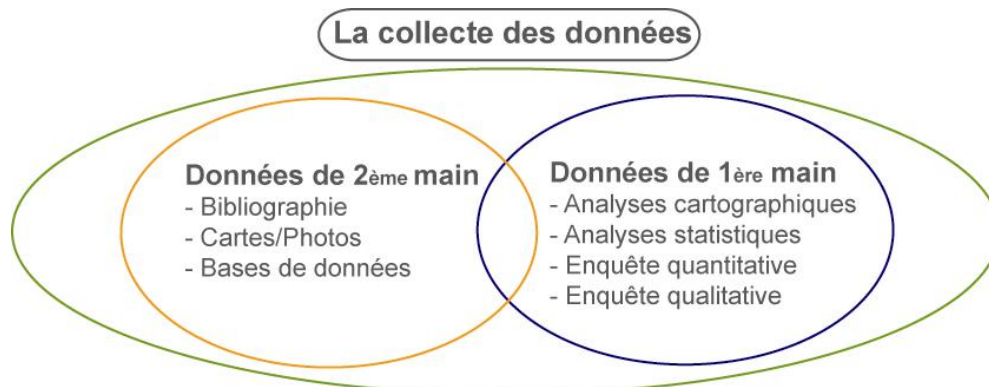 La collecte des données
Données de 2ème main
- Bibliographie
- Cartes/Photos
- Bases de données
Données de 1ère main
- Analyses cartographiques
- Analyses statistiques
- Enquête quantitative
- Enquête qualitative